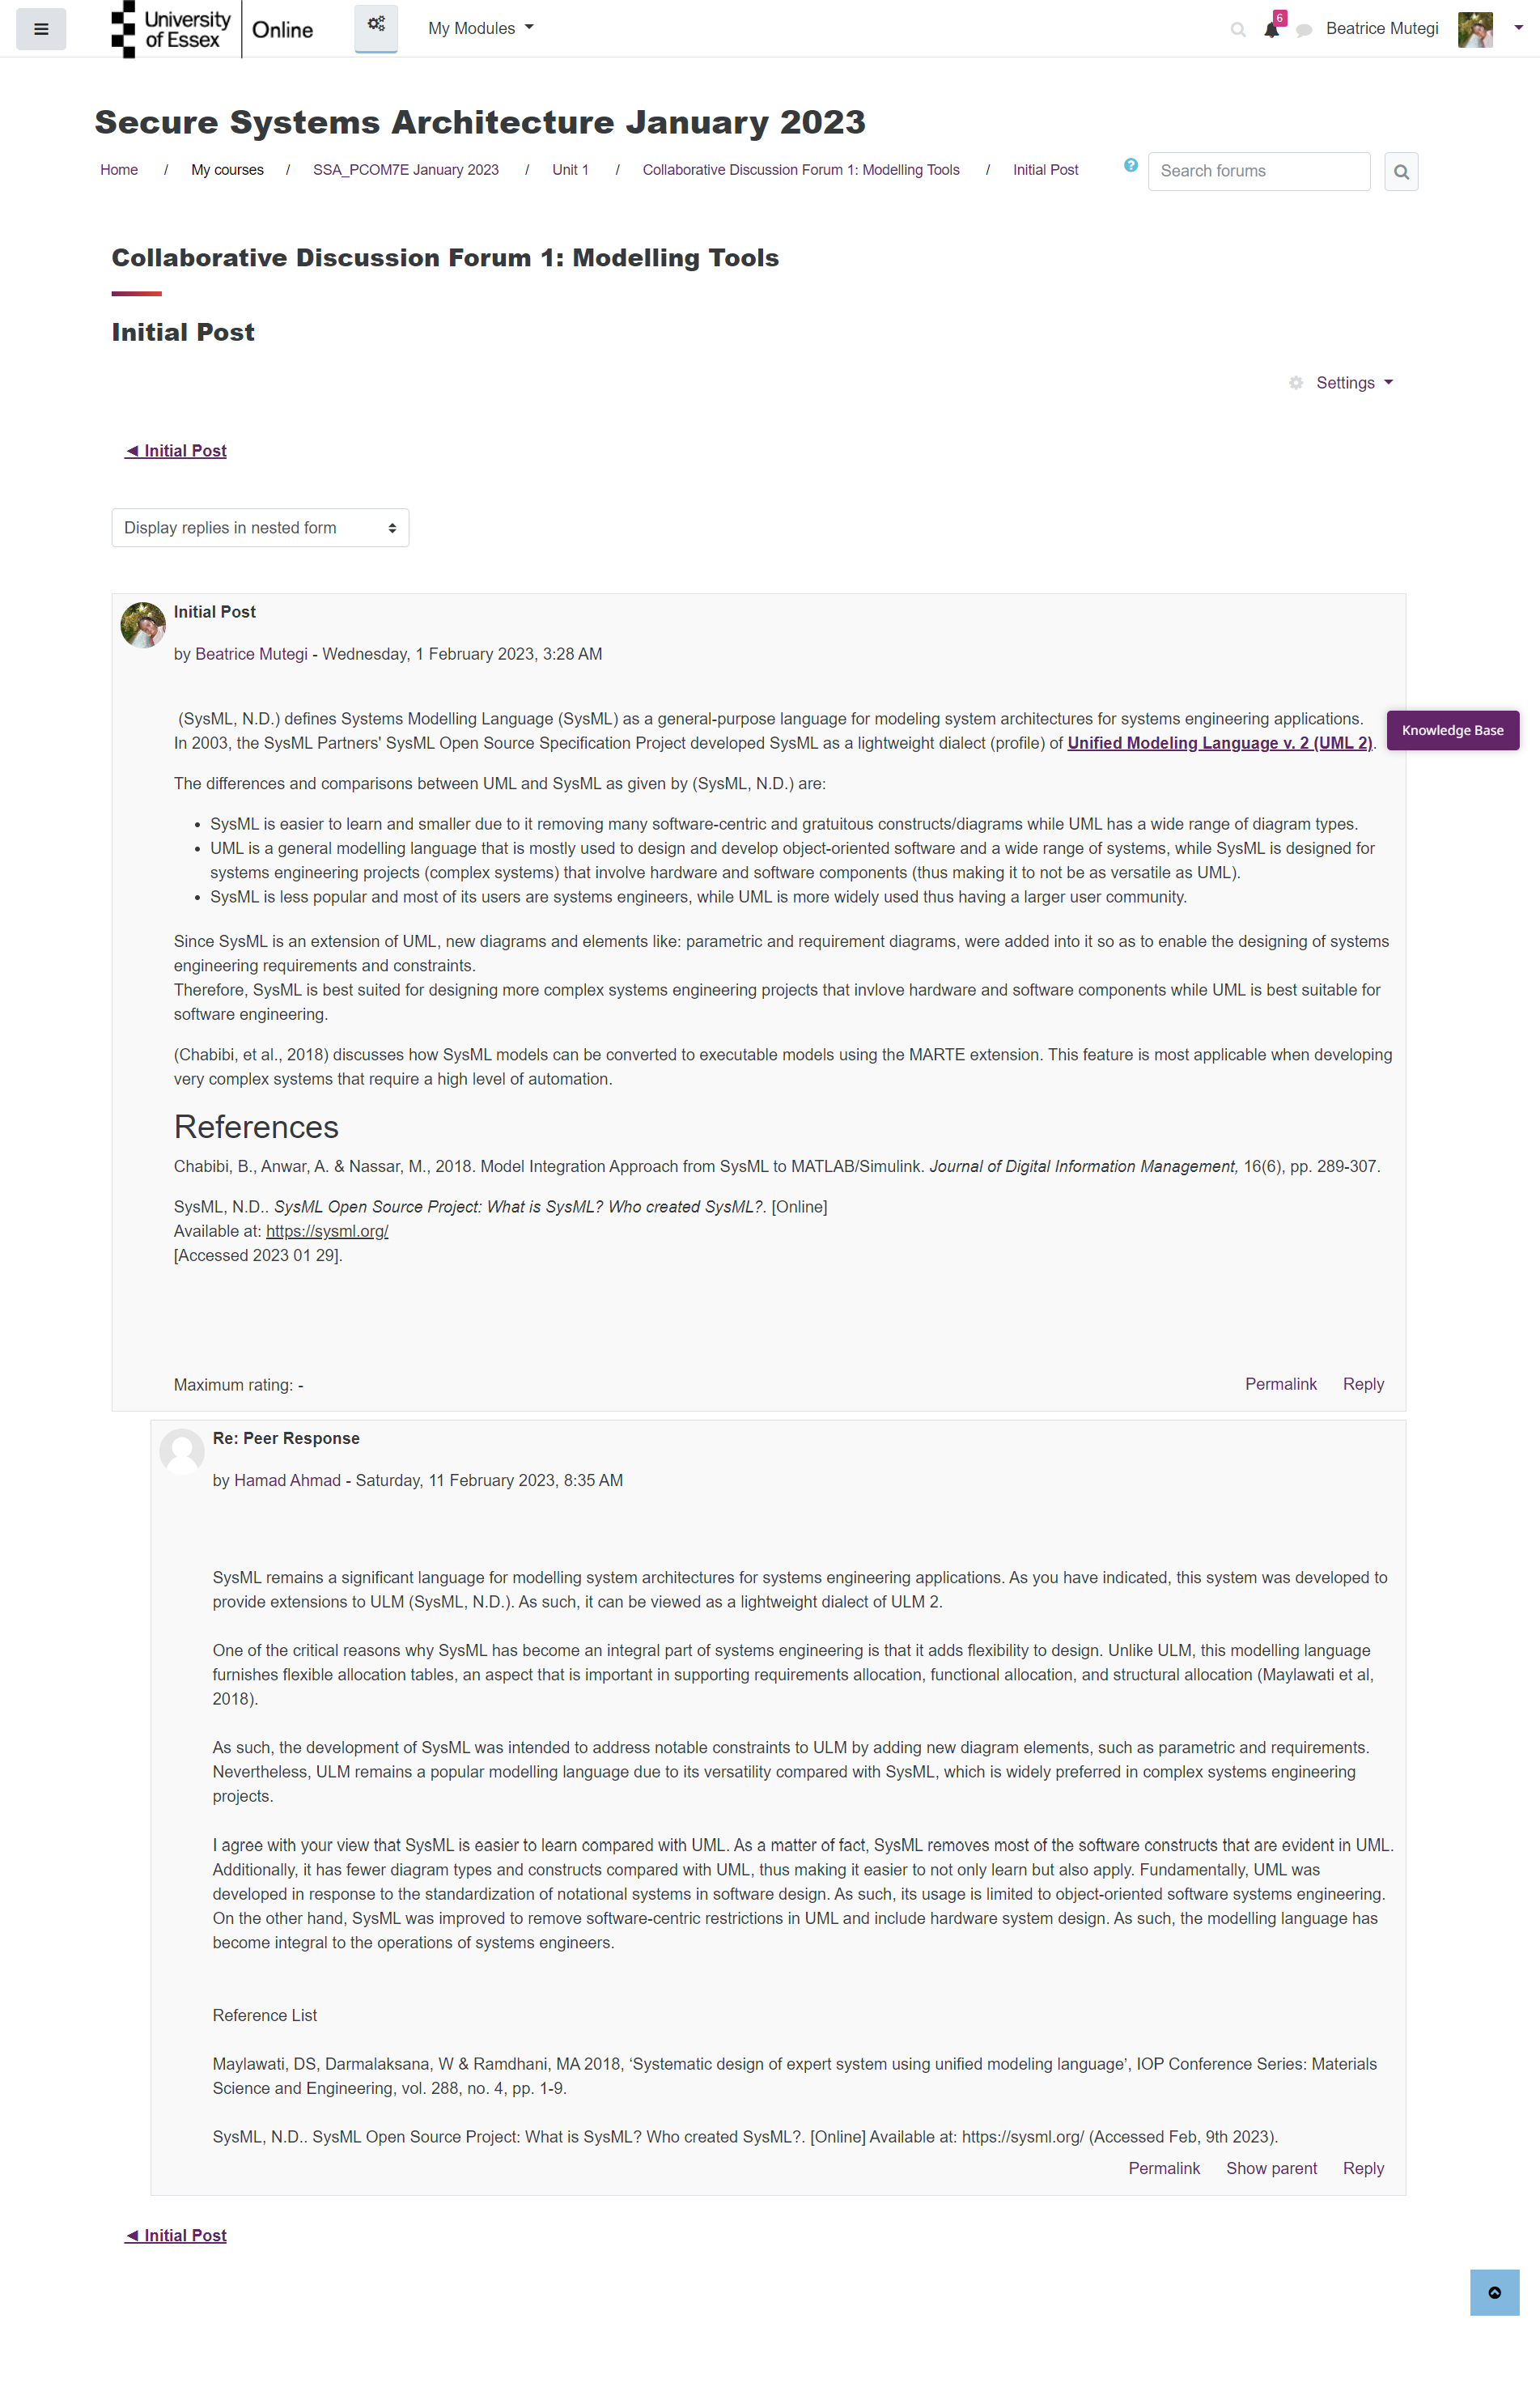 University
of Essex
Online
My Modules
6
Beatrice Mutegi
Secure Systems Architecture January 2023
Home / My courses / SSA_PCOM7E January 2023 / Unit 1 / Collaborative Discussion Forum 1: Modelling Tools / Initial Post
Search forums
Collaborative Discussion Forum 1: Modelling Tools
Initial Post
Settings
◄ Initial Post
Display replies in nested form
Initial Post
by Beatrice Mutegi - Wednesday, 1 February 2023, 3:28 AM
(SysML, N.D.) defines Systems Modelling Language (SysML) as a general-purpose language for modeling system architectures for systems engineering applications.
In 2003, the SysML Partners' SysML Open Source Specification Project developed SysML as a lightweight dialect (profile) of Unified Modeling Language v. 2 (UML 2).
Knowledge Base
The differences and comparisons between UML and SysML as given by (SysML, N.D.) are:
• SysML is easier to learn and smaller due to it removing many software-centric and gratuitous constructs/diagrams while UML has a wide range of diagram types.
• UML is a general modelling language that is mostly used to design and develop object-oriented software and a wide range of systems, while SysML is designed for
systems engineering projects (complex systems) that involve hardware and software components (thus making it to not be as versatile as UML).
• SysML is less popular and most of its users are systems engineers, while UML is more widely used thus having a larger user community.
Since SysML is an extension of UML, new diagrams and elements like: parametric and requirement diagrams, were added into it so as to enable the designing of systems
engineering requirements and constraints.
Therefore, SysML is best suited for designing more complex systems engineering projects that invlove hardware and software components while UML is best suitable for
software engineering.
(Chabibi, et al., 2018) discusses how SysML models can be converted to executable models using the MARTE extension. This feature is most applicable when developing
very complex systems that require a high level of automation.
References
Chabibi, B., Anwar, A. & Nassar, M., 2018. Model Integration Approach from SysML to MATLAB/Simulink. Journal of Digital Information Management, 16(6), pp. 289-307.
SysML, N.D.. SysML Open Source Project: What is SysML? Who created SysML?. [Online]
Available at: https://sysml.org/
[Accessed 2023 01 29].
Maximum rating: -
Permalink Reply
Re: Peer Response
by Hamad Ahmad - Saturday, 11 February 2023, 8:35 AM
SysML remains a significant language for modelling system architectures for systems engineering applications. As you have indicated, this system was developed to
provide extensions to ULM (SysML, N.D.). As such, it can be viewed as a lightweight dialect of ULM 2.
One of the critical reasons why SysML has become an integral part of systems engineering is that it adds flexibility to design. Unlike ULM, this modelling language
furnishes flexible allocation tables, an aspect that is important in supporting requirements allocation, functional allocation, and structural allocation (Maylawati et al,
2018).
As such, the development of SysML was intended to address notable constraints to ULM by adding new diagram elements, such as parametric and requirements.
Nevertheless, ULM remains a popular modelling language due to its versatility compared with SysML, which is widely preferred in complex systems engineering
projects.
I agree with your view that SysML is easier to learn compared with UML. As a matter of fact, SysML removes most of the software constructs that are evident in UML.
Additionally, it has fewer diagram types and constructs compared with UML, thus making it easier to not only learn but also apply. Fundamentally, UML was
developed in response to the standardization of notational systems in software design. As such, its usage is limited to object-oriented software systems engineering.
On the other hand, SysML was improved to remove software-centric restrictions in UML and include hardware system design. As such, the modelling language has
become integral to the operations of systems engineers.
Reference List
Maylawati, DS, Darmalaksana, W & Ramdhani, MA 2018, ‘Systematic design of expert system using unified modeling language’, IOP Conference Series: Materials
Science and Engineering, vol. 288, no. 4, pp. 1-9.
SysML, N.D.. SysML Open Source Project: What is SysML? Who created SysML?. [Online] Available at: https://sysml.org/ (Accessed Feb, 9th 2023).
Permalink Show parent Reply
◄ Initial Post